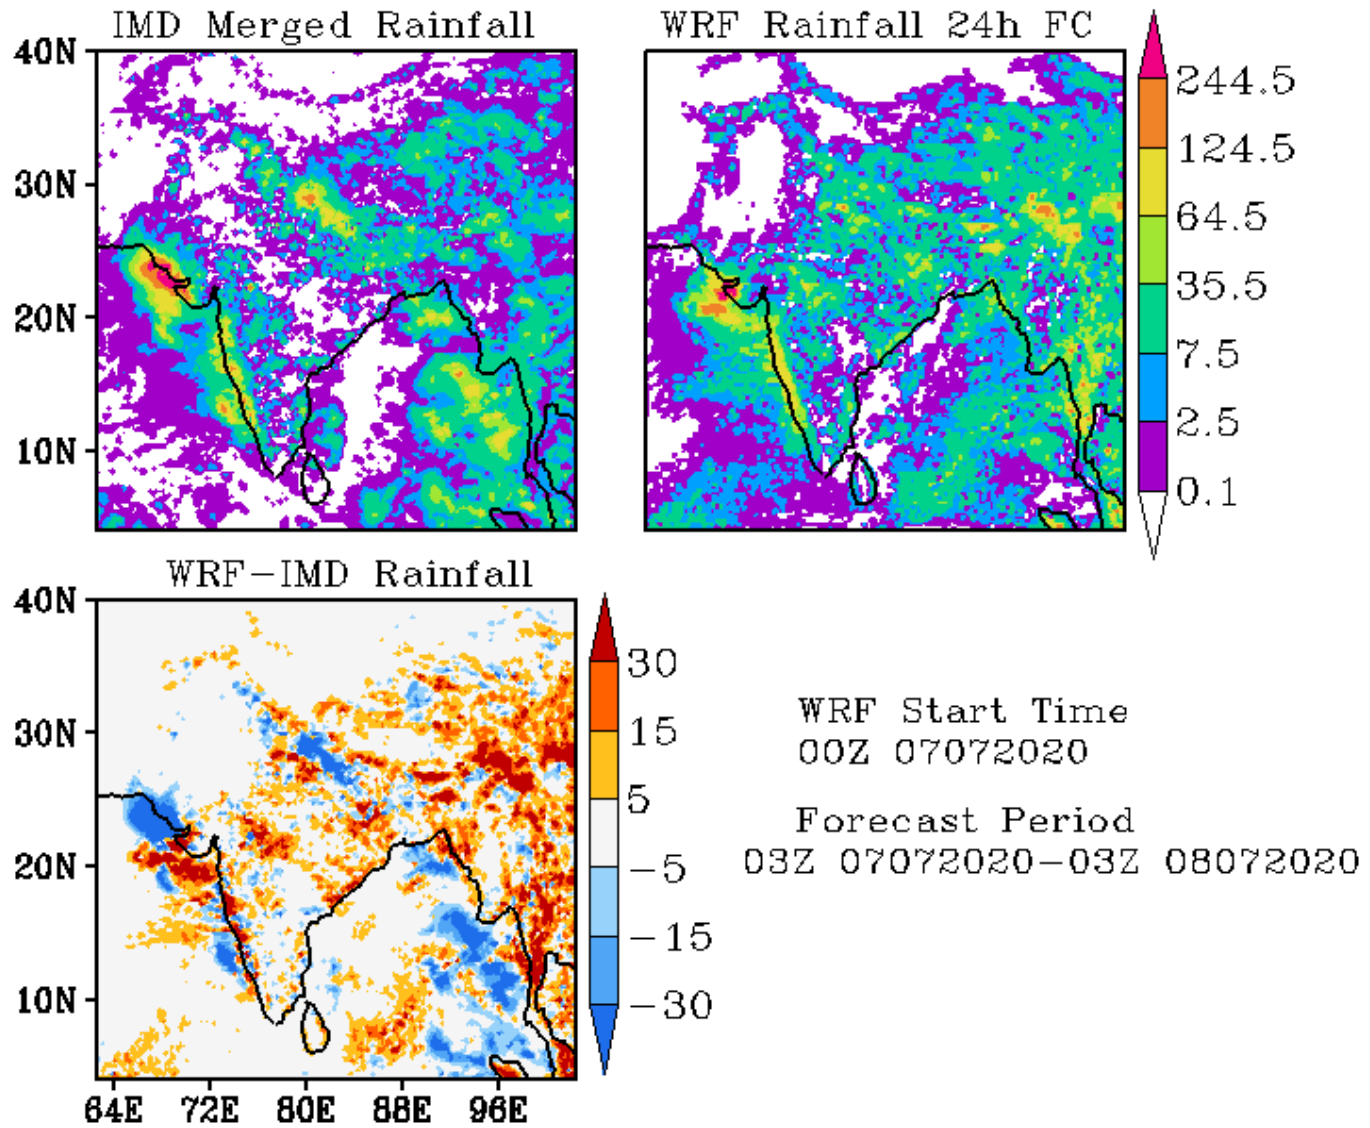 IMD Merged Rainfall
WRF Rainfall 24h FC
40N
30N
20N
10N
244.5
124.5
64.5
35.5
7.5
2.5
0.1
WRF-IMD Rainfall
40N
30N
20N
10N
64E 72E 80E 88E 96E
30
15
5
-5
-15
-30
WRF Start Time
00Z 07072020
Forecast Period
03Z 07072020-03Z 08072020